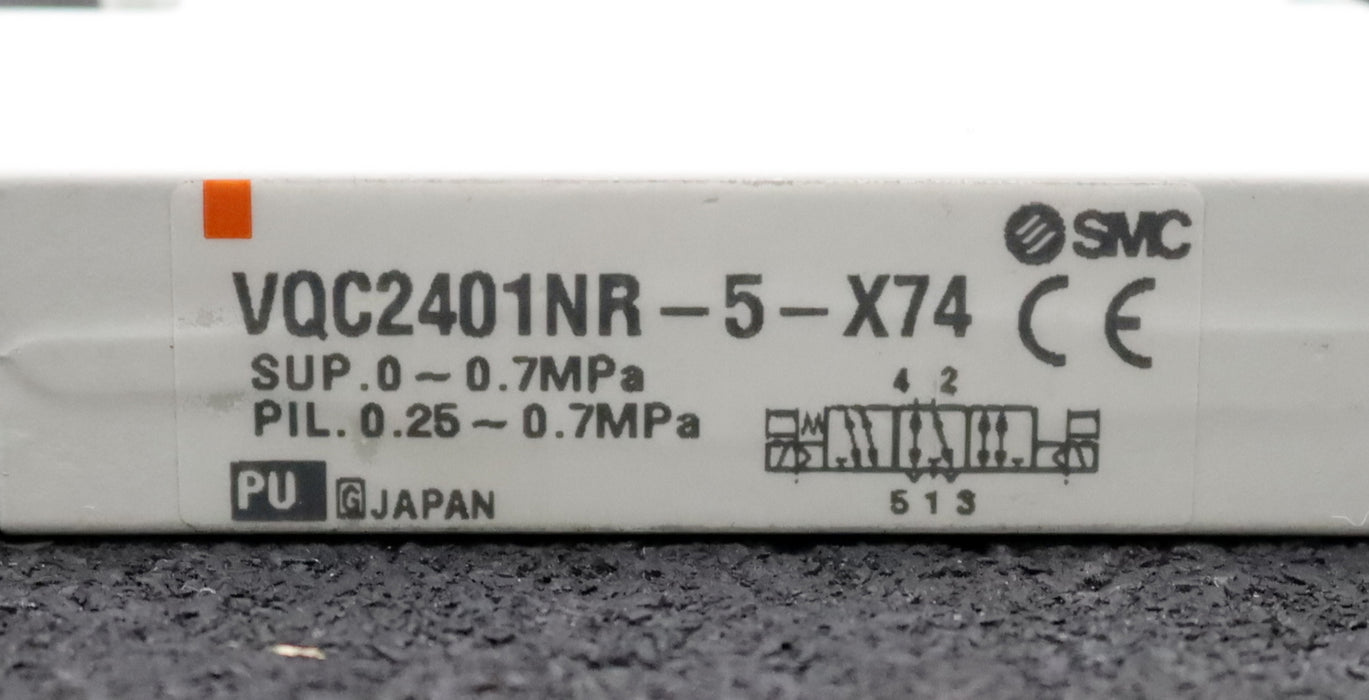 SMC
VQC2401NR-5-X74 CE
SUP.0~0.7MPa
PIL.0.25~0.7MPa
4 2
5 1 3
PU G JAPAN